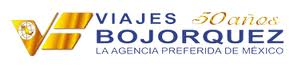 VIAJES 50 años
BOJORQUEZ
LA AGENCIA PREFERIDA DE MÉXICO